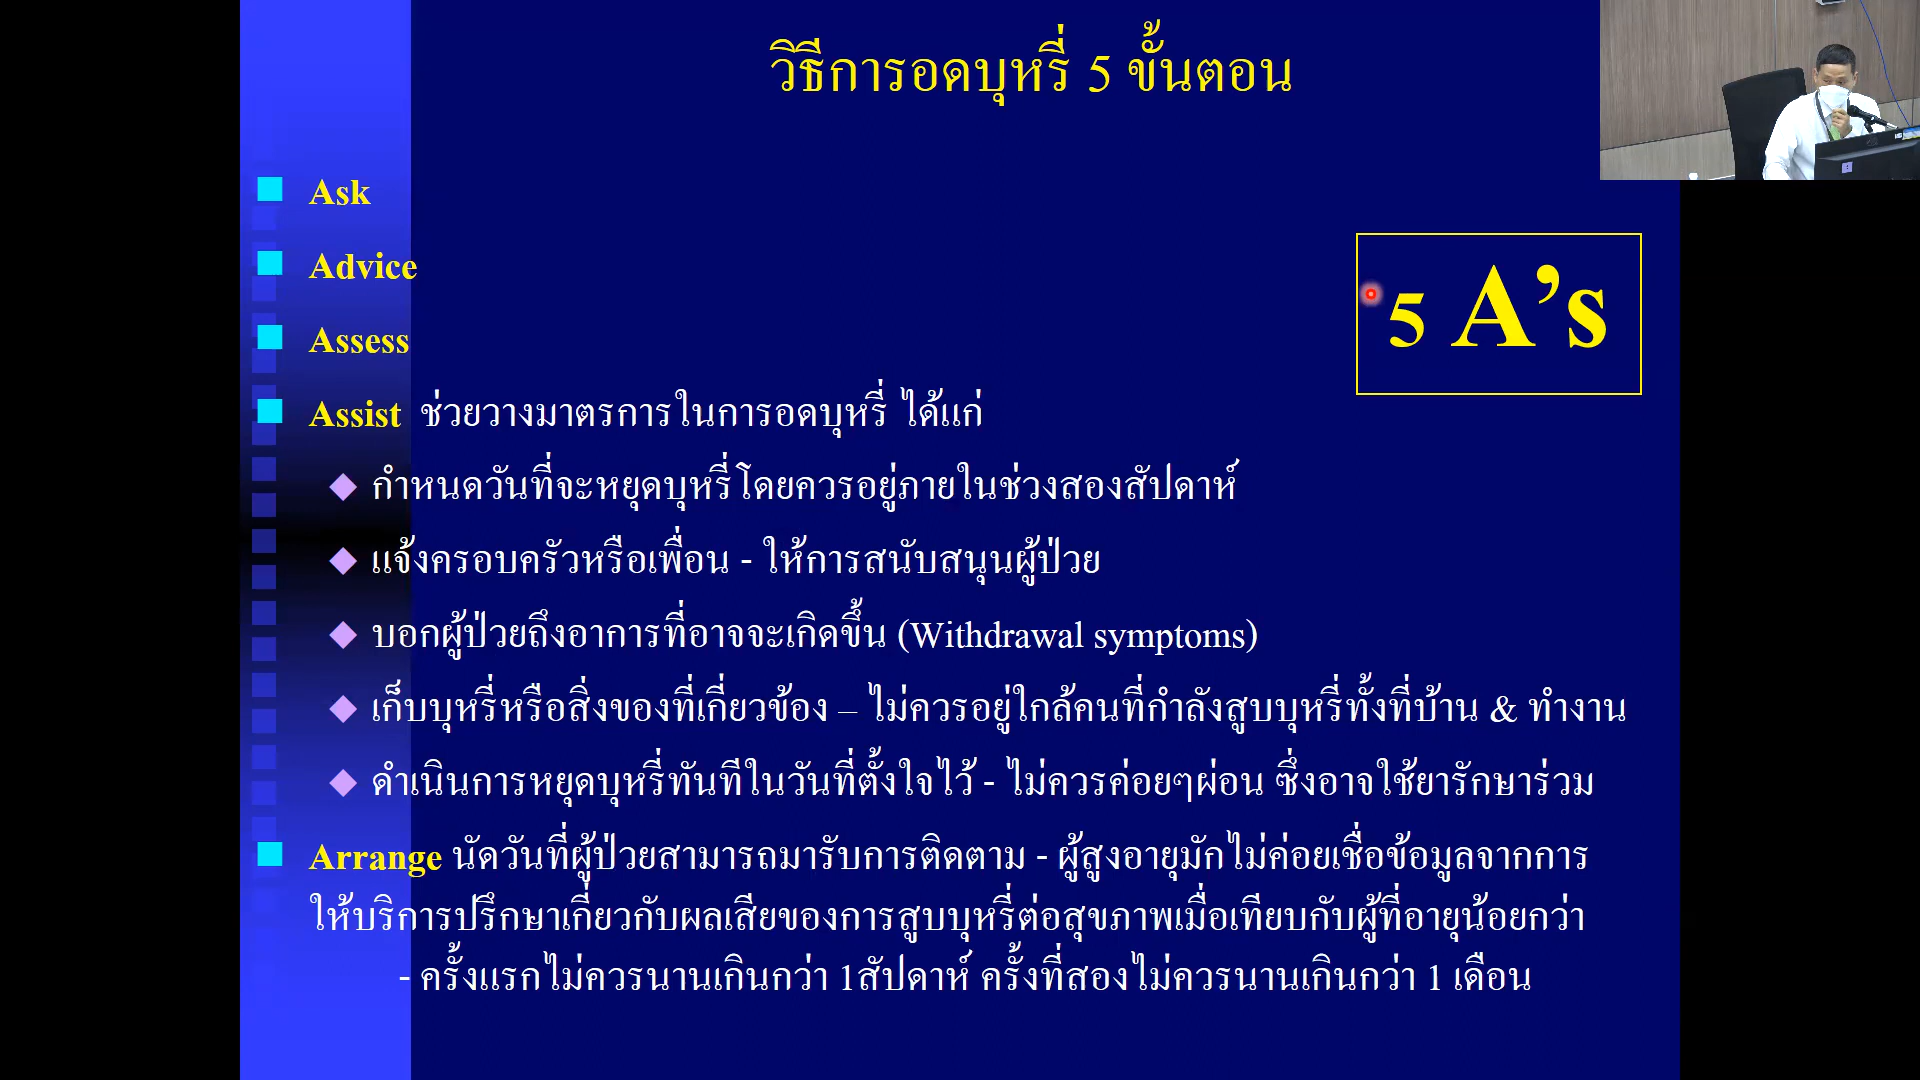 วิธีการอดบุหรี่ 5 ขั้นตอน
Ask
Advice
5 A’s
Assess
Assist ช่วยวางมาตรการในการอดบุหรี่ ได้แก่
กำหนดวันที่จะหยุดบุหรี่โดยควรอยู่ภายในช่วงสองสัปดาห์
แจ้งครอบครัวหรือเพื่อน - ให้การสนับสนุนผู้ป่วย
บอกผู้ป่วยถึงอาการที่อาจจะเกิดขึ้น (Withdrawal symptoms)
เก็บบุหรี่หรือสิ่งของที่เกี่ยวข้อง – ไม่ควรอยู่ใกล้คนที่กำลังสูบบุหรี่ทั้งที่บ้าน & ทำงาน
ดำเนินการหยุดบุหรี่ทันทีในวันที่ตั้งใจไว้ - ไม่ควรค่อยๆผ่อน ซึ่งอาจใช้ยารักษาร่วม
Arrange นัดวันที่ผู้ป่วยสามารถมารับการติดตาม - ผู้สูงอายุมักไม่ค่อยเชื่อข้อมูลจากการ
ให้บริการปรึกษาเกี่ยวกับผลเสียของการสูบบุหรี่ต่อสุขภาพเมื่อเทียบกับผู้ที่อายุน้อยกว่า
- ครั้งแรกไม่ควรนานเกินกว่า 1สัปดาห์ ครั้งที่สองไม่ควรนานเกินกว่า 1 เดือน